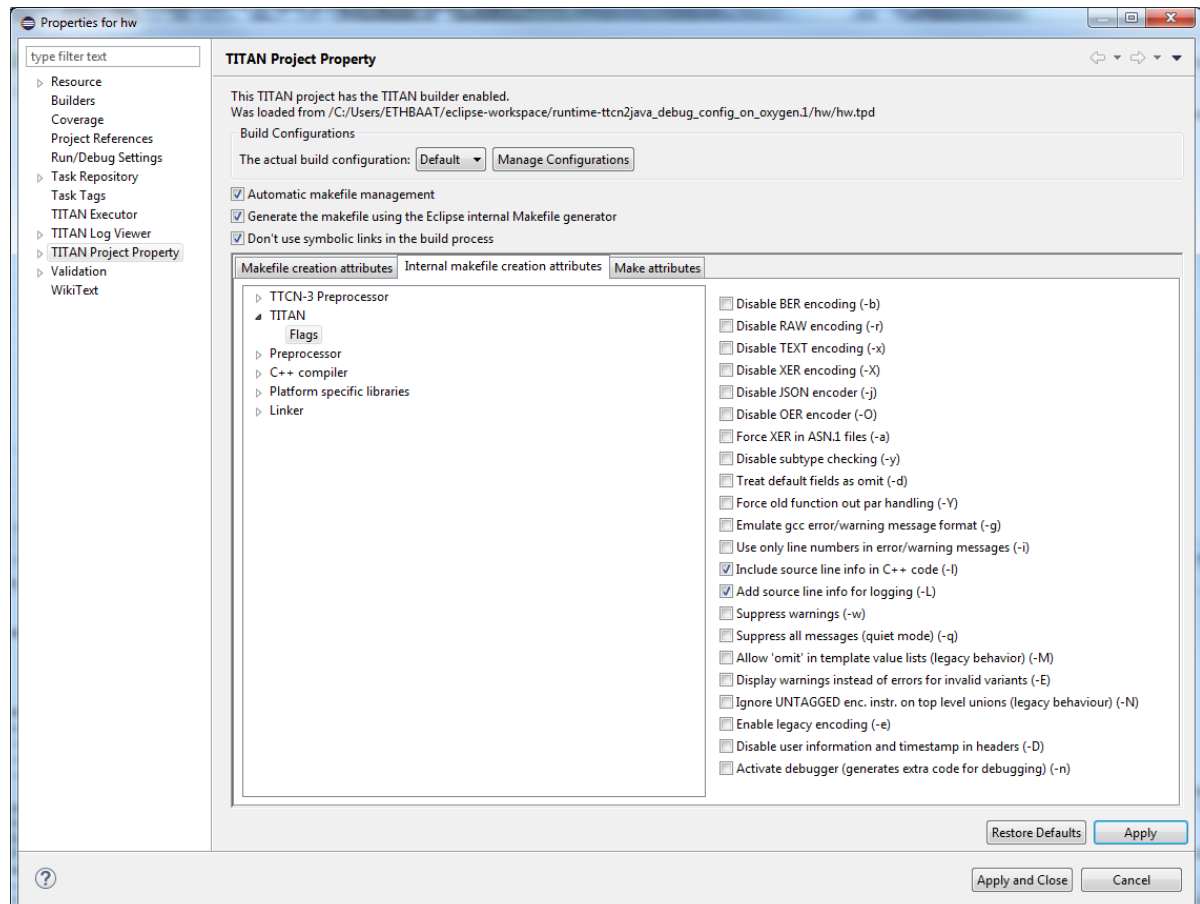 Properties for hw
type filter text
Resource
Builders
Coverage
Project References
Run/Debug Settings
Task Repository
Task Tags
TITAN Executor
TITAN Log Viewer
TITAN Project Property
Validation
WikiText
TITAN Project Property
This TITAN project has the TITAN builder enabled.
Was loaded from /C:/Users/ETHBAAT/eclipse-workspace/runtime-ttcn2java_debug_config_on_oxygen.1/hw/hw.tpd
Build Configurations
The actual build configuration: Default Manage Configurations
Automatic makefile management
Generate the makefile using the Eclipse internal Makefile generator
Don't use symbolic links in the build process
Makefile creation attributes Internal makefile creation attributes Make attributes
TTCN-3 Preprocessor
TITAN
Flags
Preprocessor
C++ compiler
Platform specific libraries
Linker
Disable BER encoding (-b)
Disable RAW encoding (-r)
Disable TEXT encoding (-x)
Disable XER encoding (-X)
Disable JSON encoder (-j)
Disable OER encoder (-O)
Force XER in ASN.1 files (-a)
Disable subtype checking (-y)
Treat default fields as omit (-d)
Force old function out par handling (-Y)
Emulate gcc error/warning message format (-g)
Use only line numbers in error/warning messages (-i)
Include source line info in C++ code (-l)
Add source line info for logging (-L)
Suppress warnings (-w)
Suppress all messages (quiet mode) (-q)
Allow 'omit' in template value lists (legacy behavior) (-M)
Display warnings instead of errors for invalid variants (-E)
Ignore UNTAGGED enc. instr. on top level unions (legacy behaviour) (-N)
Enable legacy encoding (-e)
Disable user information and timestamp in headers (-D)
Activate debugger (generates extra code for debugging) (-n)
Restore Defaults Apply
Apply and Close Cancel